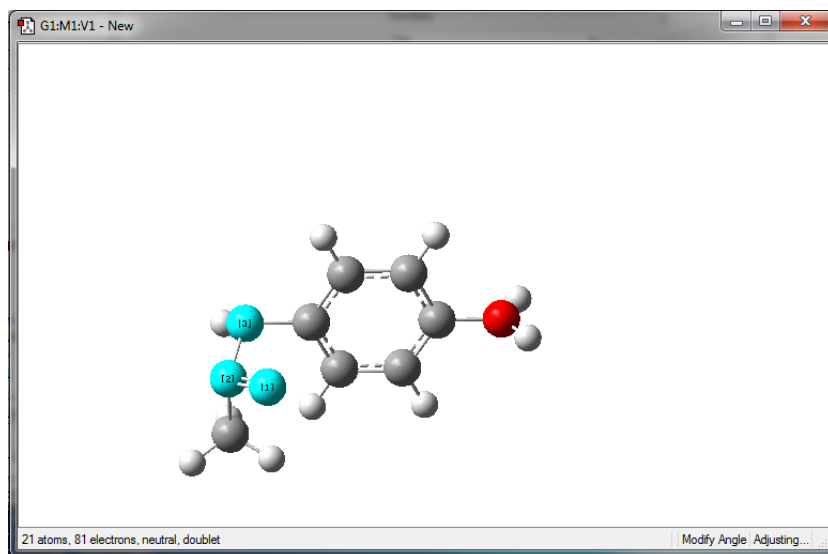 G1:M1:V1 - New
[3]
[2] [1]
21 atoms, 81 electrons, neutral, doublet Modify Angle Adjusting...